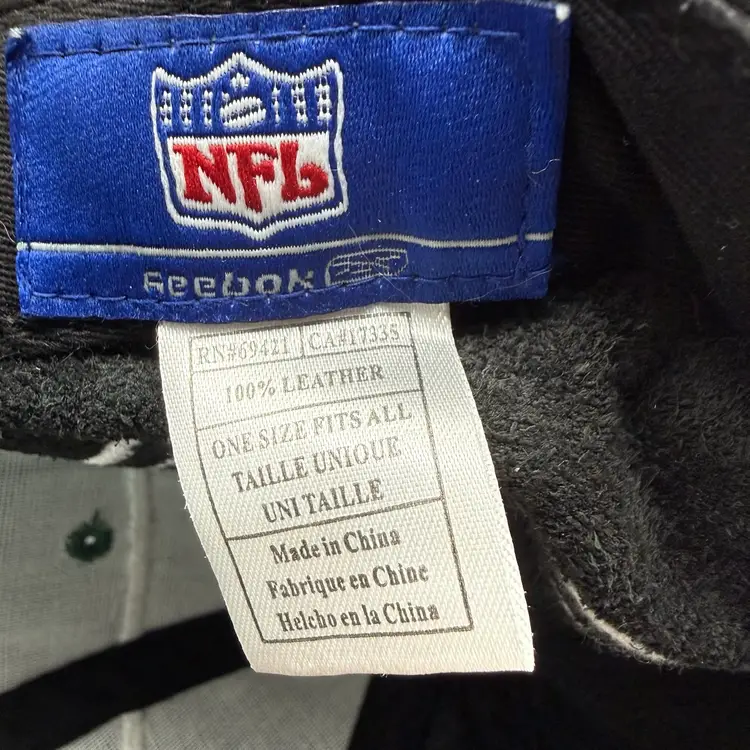 NFL
Reebok
RN#69421 CA#17335
100% LEATHER
ONE SIZE FITS ALL
TAILLE UNIQUE
UNI TAILLE
Made in China
Fabrique en Chine
Helcho en la China